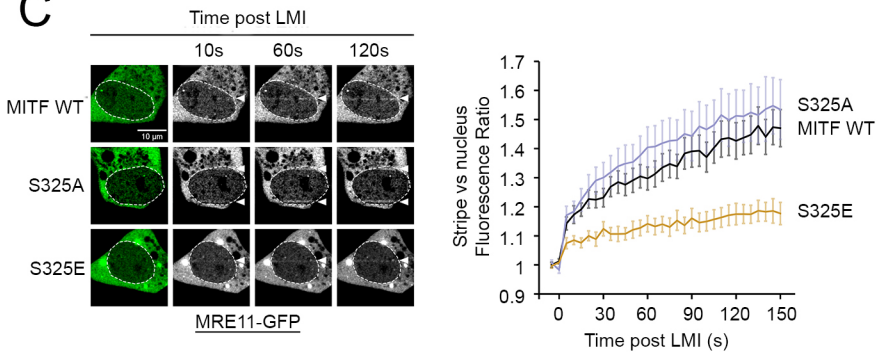 C
Time post LMI
10s 60s 120s
MITF WT
10 μm
S325A
S325E
MRE11-GFP
Stripe vs nucleus
Fluorescence Ratio
1.7
1.6
1.5
1.4
1.3
1.2
1.1
1
0.9
0 30 60 90 120 150
Time post LMI (s)
S325A
MITF WT
S325E